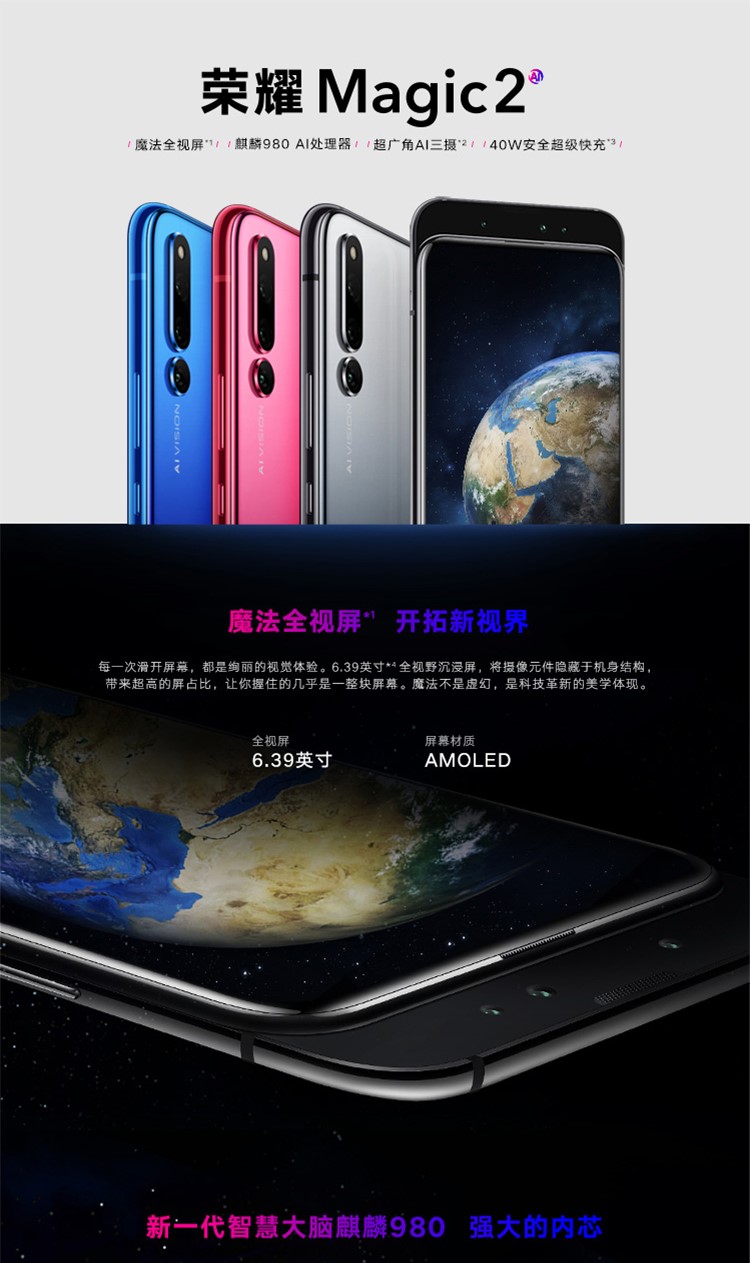 荣耀 Magic2 AI
/ 魔法全视屏*1 / / 麒麟980 AI处理器 / / 超广角AI三摄*2 / / 40W安全超级快充*3 /
AI VISION
AI VISION
AI VISION
魔法全视屏*1 开拓新视界
每一次滑开屏幕，都是绚丽的视觉体验。6.39英寸*4全视野沉浸屏，将摄像元件隐藏于机身结构，
带来超高的屏占比，让你握住的几乎是一整块屏幕。魔法不是虚幻，是科技革新的美学体现。
全视屏 屏幕材质
6.39英寸 AMOLED
新一代智慧大脑麒麟980 强大的内芯